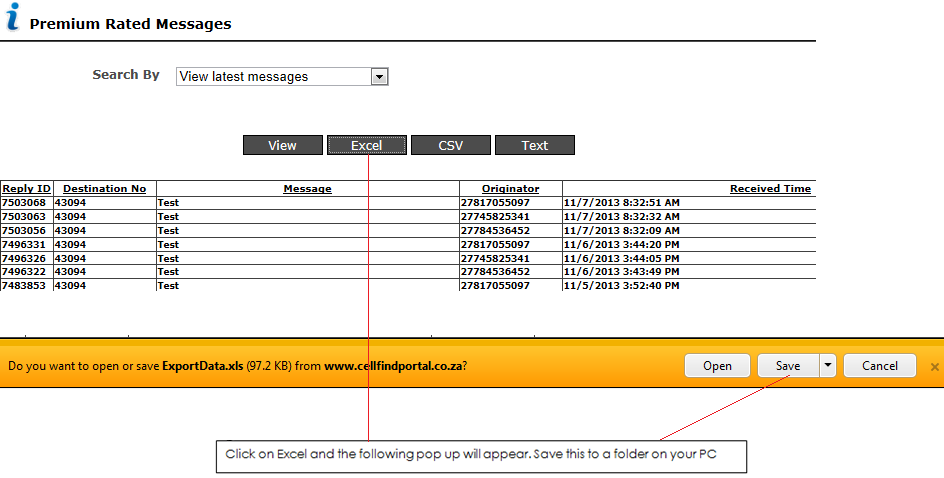 Premium Rated Messages
Search By View latest messages
View Excel CSV Text
Reply ID Destination No Message Originator Received Time
7503068 43094 Test 27817055097 11/7/2013 8:32:51 AM
7503063 43094 Test 27745825341 11/7/2013 8:32:32 AM
7503056 43094 Test 27784536452 11/7/2013 8:32:09 AM
7496331 43094 Test 27817055097 11/6/2013 3:44:20 PM
7496326 43094 Test 27745825341 11/6/2013 3:44:05 PM
7496322 43094 Test 27784536452 11/6/2013 3:43:49 PM
7483853 43094 Test 27817055097 11/5/2013 3:52:40 PM
Do you want to open or save ExportData.xls (97.2 KB) from www.cellfindportal.co.za? Open Save Cancel
Click on Excel and the following pop up will appear. Save this to a folder on your PC